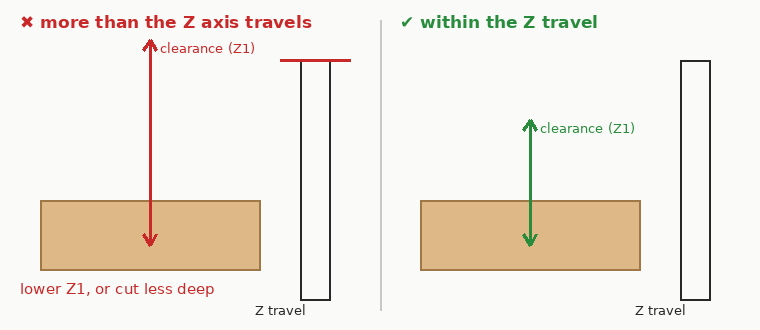 ✖ more than the Z axis travels
clearance (Z1)
lower Z1, or cut less deep
Z travel
✔ within the Z travel
clearance (Z1)
Z travel